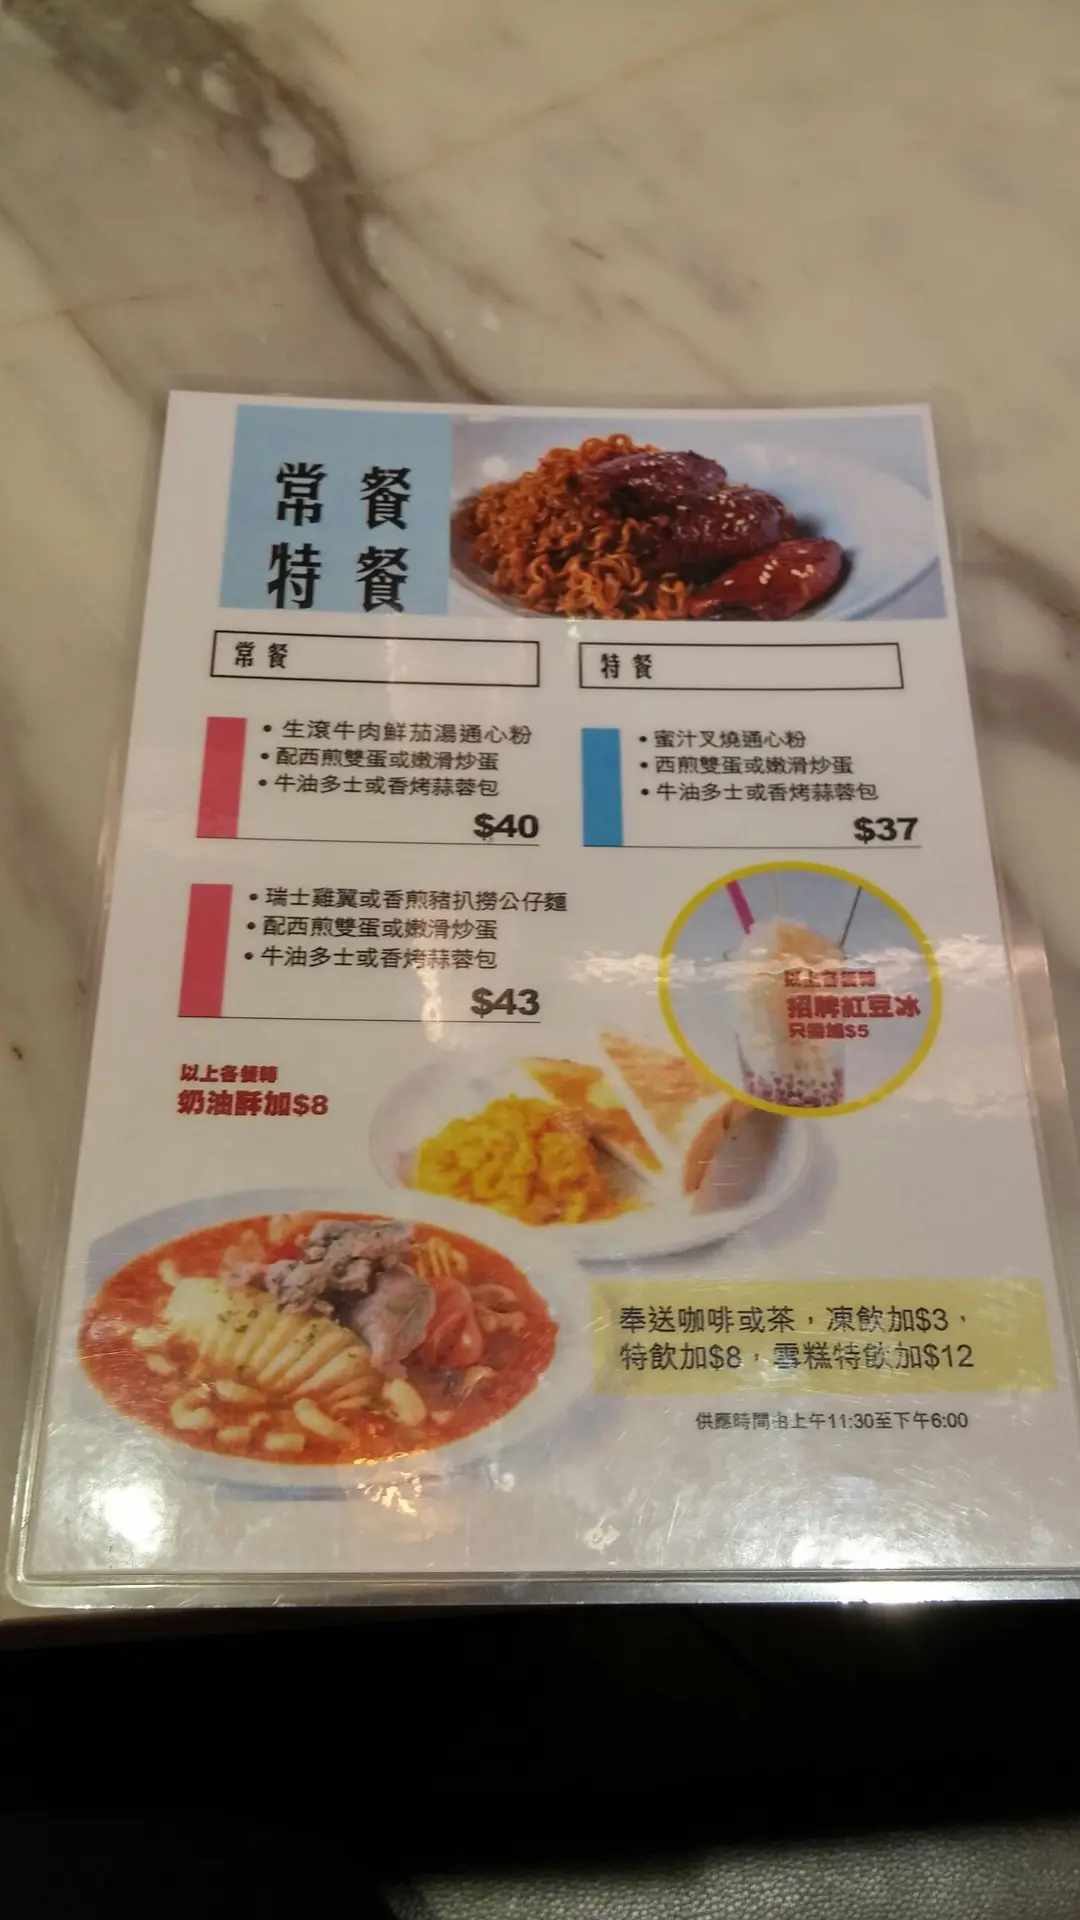 常餐
特餐
常餐
• 生滾牛肉鮮茄湯通心粉
• 配西煎雙蛋或嫩滑炒蛋
• 牛油多士或香烤蒜蓉包
$40
• 瑞士雞翼或香煎豬扒撈公仔麵
• 配西煎雙蛋或嫩滑炒蛋
• 牛油多士或香烤蒜蓉包
$43
以上各餐轉
奶油酥加$8
特餐
• 蜜汁叉燒通心粉
• 西煎雙蛋或嫩滑炒蛋
• 牛油多士或香烤蒜蓉包
$37
以上各餐轉
招牌紅豆冰
只需加$5
奉送咖啡或茶，凍飲加$3，
特飲加$8，雪糕特飲加$12
供應時間由上午11:30至下午6:00